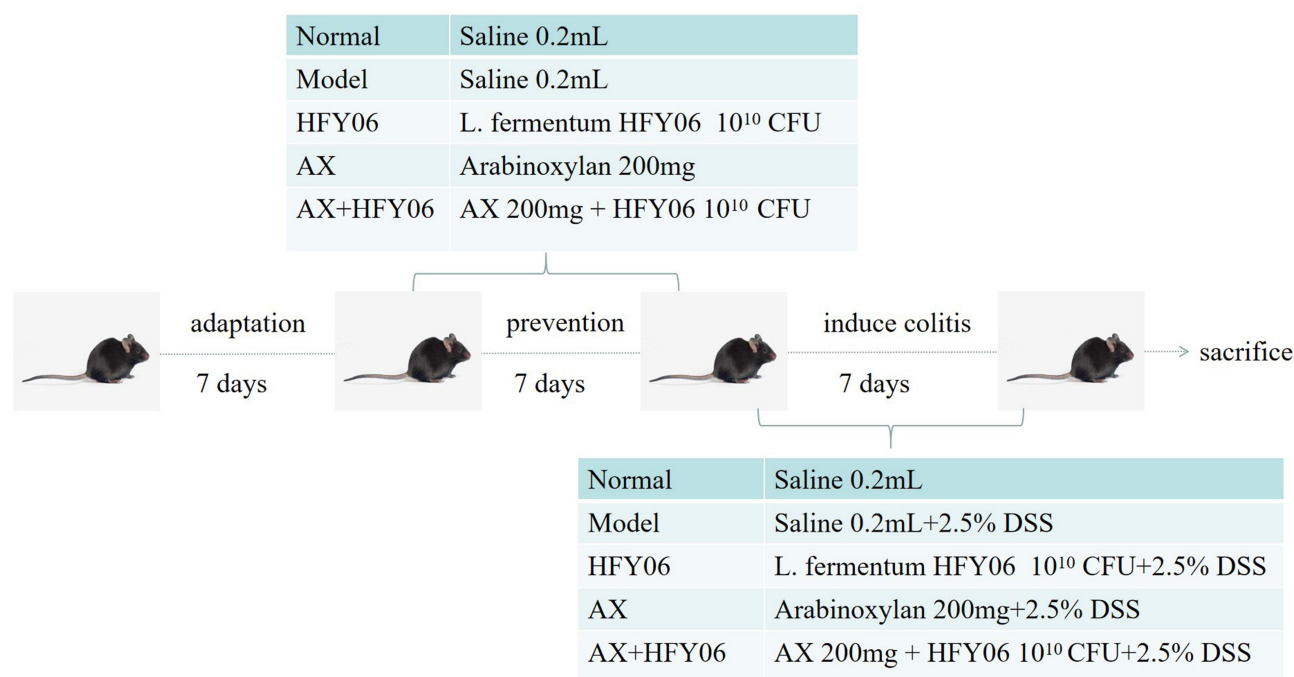 Normal Saline 0.2mL
Model Saline 0.2mL
HFY06 L. fermentum HFY06 10¹⁰ CFU
AX Arabinoxylan 200mg
AX+HFY06 AX 200mg + HFY06 10¹⁰ CFU
adaptation prevention induce colitis
sacrifice
7 days 7 days 7 days
Normal Saline 0.2mL
Model Saline 0.2mL+2.5% DSS
HFY06 L. fermentum HFY06 10¹⁰ CFU+2.5% DSS
AX Arabinoxylan 200mg+2.5% DSS
AX+HFY06 AX 200mg + HFY06 10¹⁰ CFU+2.5% DSS